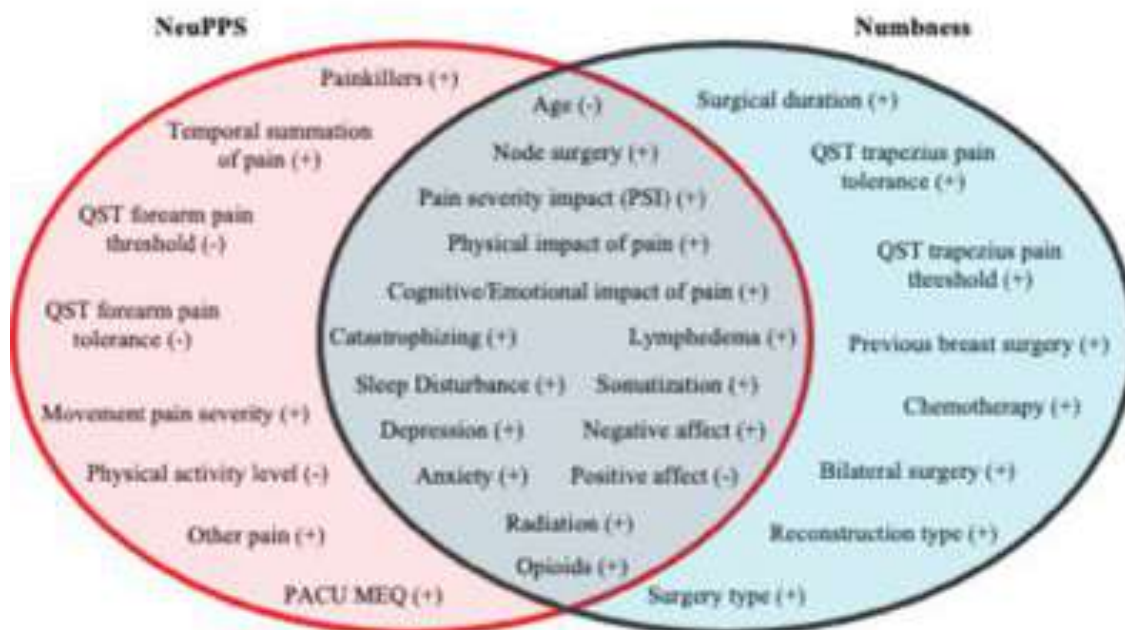 NeuPPS
Numbness
Painkillers (+)
Temporal summation
of pain (+)
QST forearm pain
threshold (-)
QST forearm pain
tolerance (-)
Movement pain severity (+)
Physical activity level (-)
Other pain (+)
PACU MEQ (+)
Age (-)
Node surgery (+)
Pain severity impact (PSI) (+)
Physical impact of pain (+)
Cognitive/Emotional impact of pain (+)
Catastrophizing (+)
Lymphedema (+)
Sleep Disturbance (+)
Somatization (+)
Depression (+)
Negative affect (+)
Anxiety (+)
Positive affect (-)
Radiation (+)
Opioids (+)
Surgical duration (+)
QST trapezius pain
tolerance (+)
QST trapezius pain
threshold (+)
Previous breast surgery (+)
Chemotherapy (+)
Bilateral surgery (+)
Reconstruction type (+)
Surgery type (+)